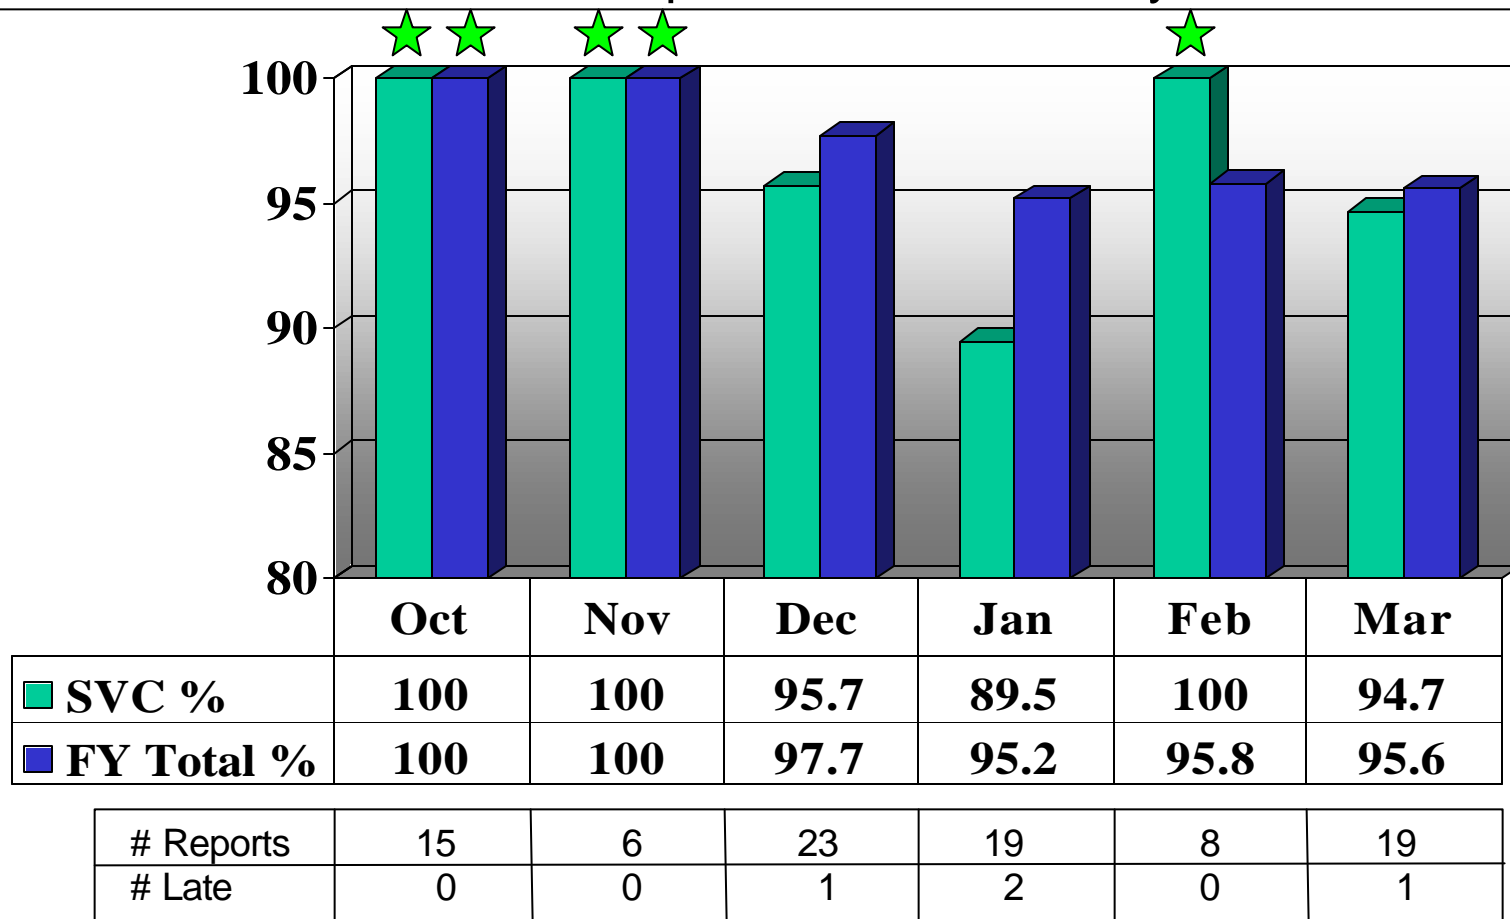 100
95
90
85
80
Oct Nov Dec Jan Feb Mar
SVC % 100 100 95.7 89.5 100 94.7
FY Total % 100 100 97.7 95.2 95.8 95.6
# Reports 15 6 23 19 8 19
# Late 0 0 1 2 0 1